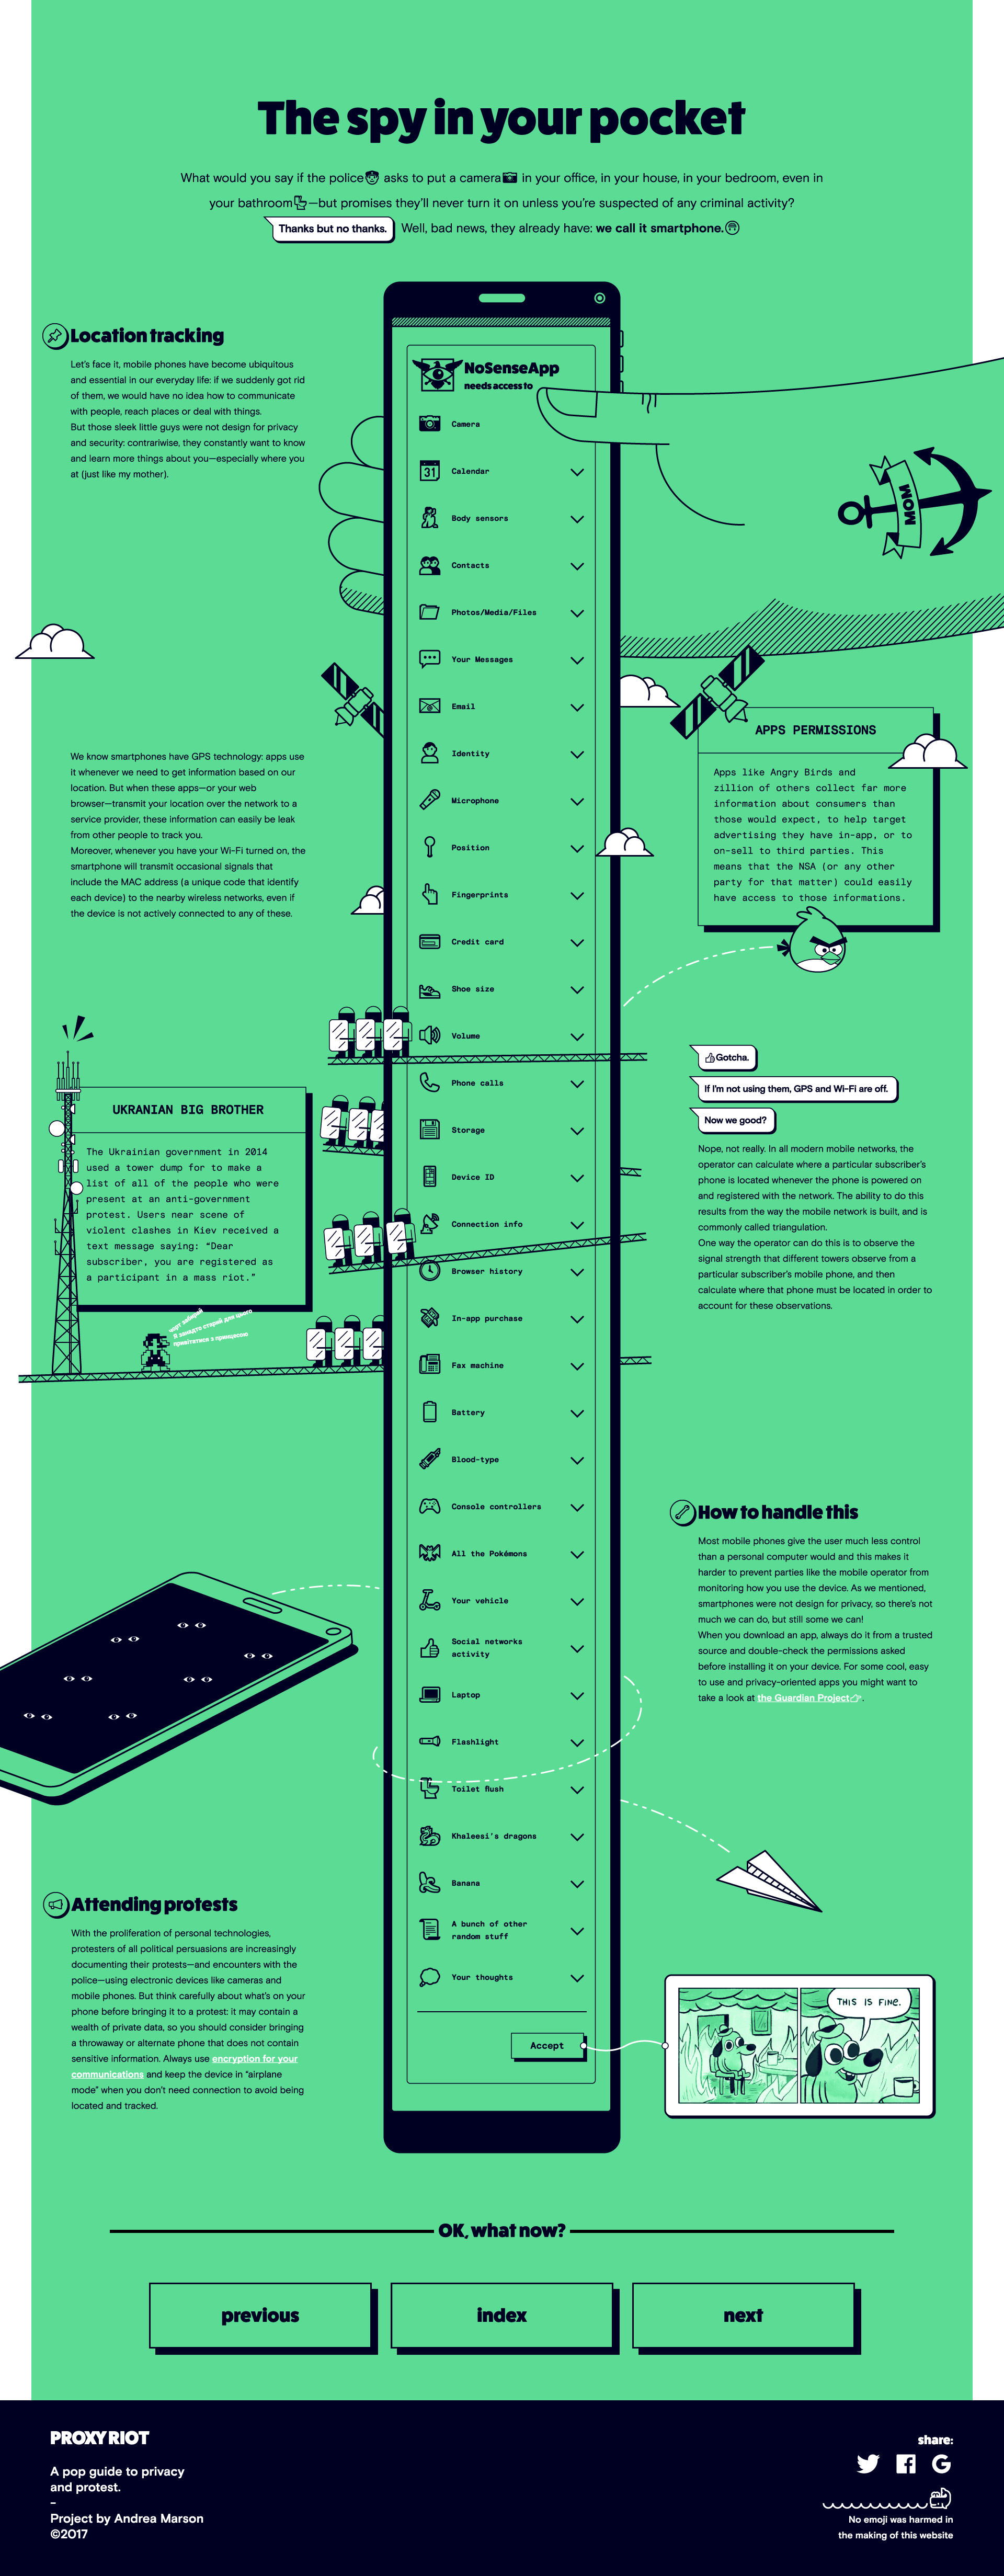 The spy in your pocket
What would you say if the police asks to put a camera in your office, in your house, in your bedroom, even in
your bathroom—but promises they'll never turn it on unless you're suspected of any criminal activity?
Thanks but no thanks. Well, bad news, they already have: we call it smartphone.
Location tracking
Let's face it, mobile phones have become ubiquitous
and essential in our everyday life: if we suddenly got rid
of them, we would have no idea how to communicate
with people, reach places or deal with things.
But those sleek little guys were not design for privacy
and security: contrariwise, they constantly want to know
and learn more things about you—especially where you
at (just like my mother).
We know smartphones have GPS technology: apps use
it whenever we need to get information based on our
location. But when these apps—or your web
browser—transmit your location over the network to a
service provider, these information can easily be leak
from other people to track you.
Moreover, whenever you have your Wi-Fi turned on, the
smartphone will transmit occasional signals that
include the MAC address (a unique code that identify
each device) to the nearby wireless networks, even if
the device is not actively connected to any of these.
UKRANIAN BIG BROTHER
The Ukrainian government in 2014
used a tower dump for to make a
list of all of the people who were
present at an anti-government
protest. Users near scene of
violent clashes in Kiev received a
text message saying: “Dear
subscriber, you are registered as
a participant in a mass riot.”
чорт забирай
Я занадто старий для цього
привітатися з принцесою
NoSenseApp
needs access to
Camera
31
Calendar
Body sensors
Contacts
Photos/Media/Files
Your Messages
Email
Identity
Microphone
Position
Fingerprints
Credit card
Shoe size
Volume
Phone calls
Storage
Device ID
Connection info
Browser history
In-app purchase
Fax machine
Battery
Blood-type
Console controllers
All the Pokémons
Your vehicle
Social networks
activity
Laptop
Flashlight
Toilet flush
Khaleesi's dragons
Banana
A bunch of other
random stuff
Your thoughts
Accept
MOM
APPS PERMISSIONS
Apps like Angry Birds and
zillion of others collect far more
information about consumers than
those would expect, to help target
advertising they have in-app, or to
on-sell to third parties. This
means that the NSA (or any other
party for that matter) could easily
have access to those informations.
Gotcha.
If I'm not using them, GPS and Wi-Fi are off.
Now we good?
Nope, not really. In all modern mobile networks, the
operator can calculate where a particular subscriber's
phone is located whenever the phone is powered on
and registered with the network. The ability to do this
results from the way the mobile network is built, and is
commonly called triangulation.
One way the operator can do this is to observe the
signal strength that different towers observe from a
particular subscriber's mobile phone, and then
calculate where that phone must be located in order to
account for these observations.
How to handle this
Most mobile phones give the user much less control
than a personal computer would and this makes it
harder to prevent parties like the mobile operator from
monitoring how you use the device. As we mentioned,
smartphones were not design for privacy, so there's not
much we can do, but still some we can!
When you download an app, always do it from a trusted
source and double-check the permissions asked
before installing it on your device. For some cool, easy
to use and privacy-oriented apps you might want to
take a look at the Guardian Project.
Attending protests
With the proliferation of personal technologies,
protesters of all political persuasions are increasingly
documenting their protests—and encounters with the
police—using electronic devices like cameras and
mobile phones. But think carefully about what's on your
phone before bringing it to a protest: it may contain a
wealth of private data, so you should consider bringing
a throwaway or alternate phone that does not contain
sensitive information. Always use encryption for your
communications and keep the device in “airplane
mode” when you don't need connection to avoid being
located and tracked.
THIS IS FINE.
OK, what now?
previous
index
next
PROXY RIOT
A pop guide to privacy
and protest.
–
Project by Andrea Marson
©2017
share:
No emoji was harmed in
the making of this website